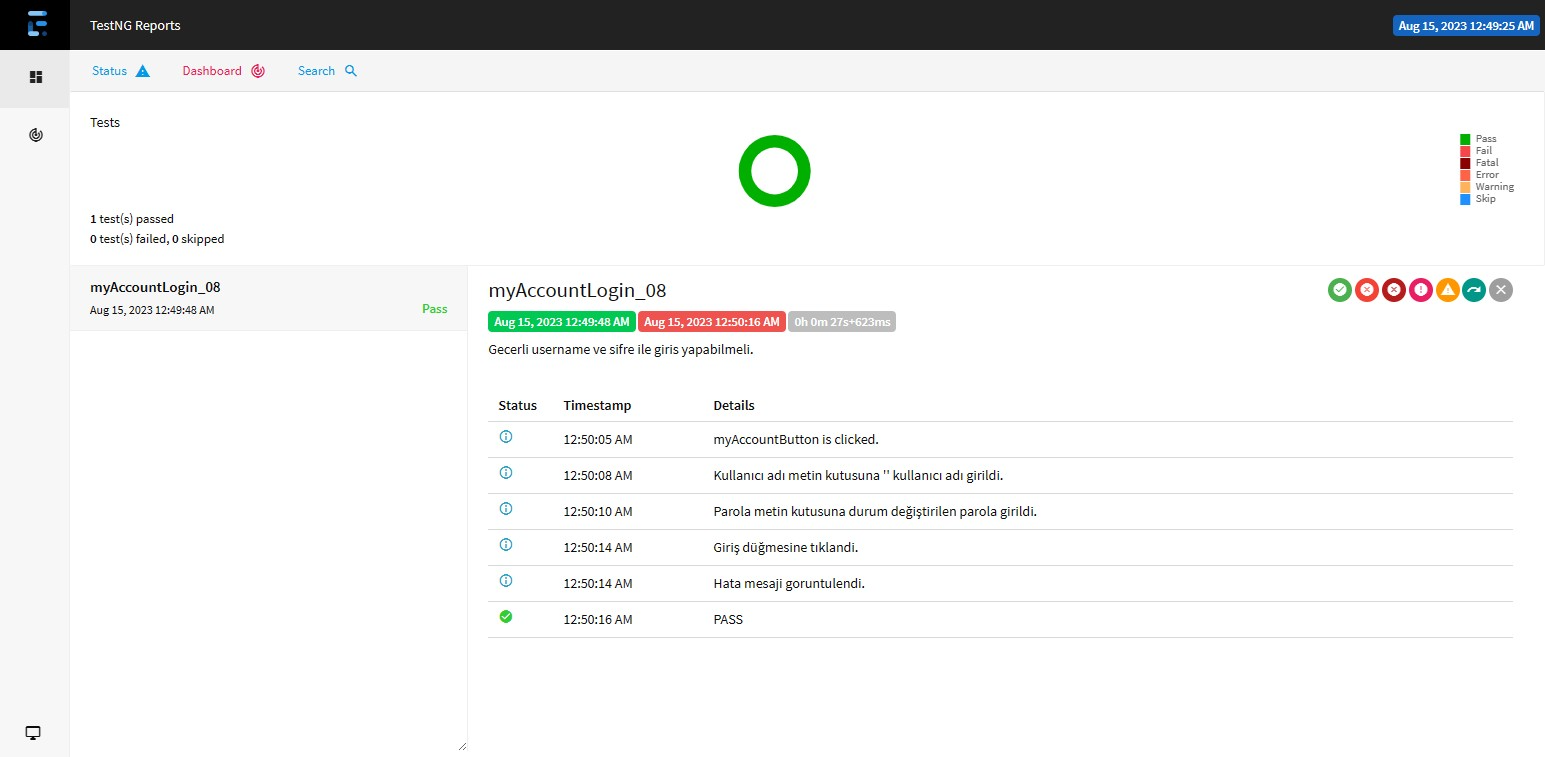 TestNG Reports
Aug 15, 2023 12:49:25 AM
Status
Dashboard
Search
Tests
1 test(s) passed
0 test(s) failed, 0 skipped
Pass
Fail
Fatal
Error
Warning
Skip
myAccountLogin_08
Aug 15, 2023 12:49:48 AM
Pass
myAccountLogin_08
Aug 15, 2023 12:49:48 AM Aug 15, 2023 12:50:16 AM 0h 0m 27s+623ms
Gecerli username ve sifre ile giris yapabilmeli.
Status Timestamp Details
12:50:05 AM myAccountButton is clicked.
12:50:08 AM Kullanıcı adı metin kutusuna '' kullanıcı adı girildi.
12:50:10 AM Parola metin kutusuna durum değiştirilen parola girildi.
12:50:14 AM Giriş düğmesine tıklandi.
12:50:14 AM Hata mesaji goruntulendi.
12:50:16 AM PASS